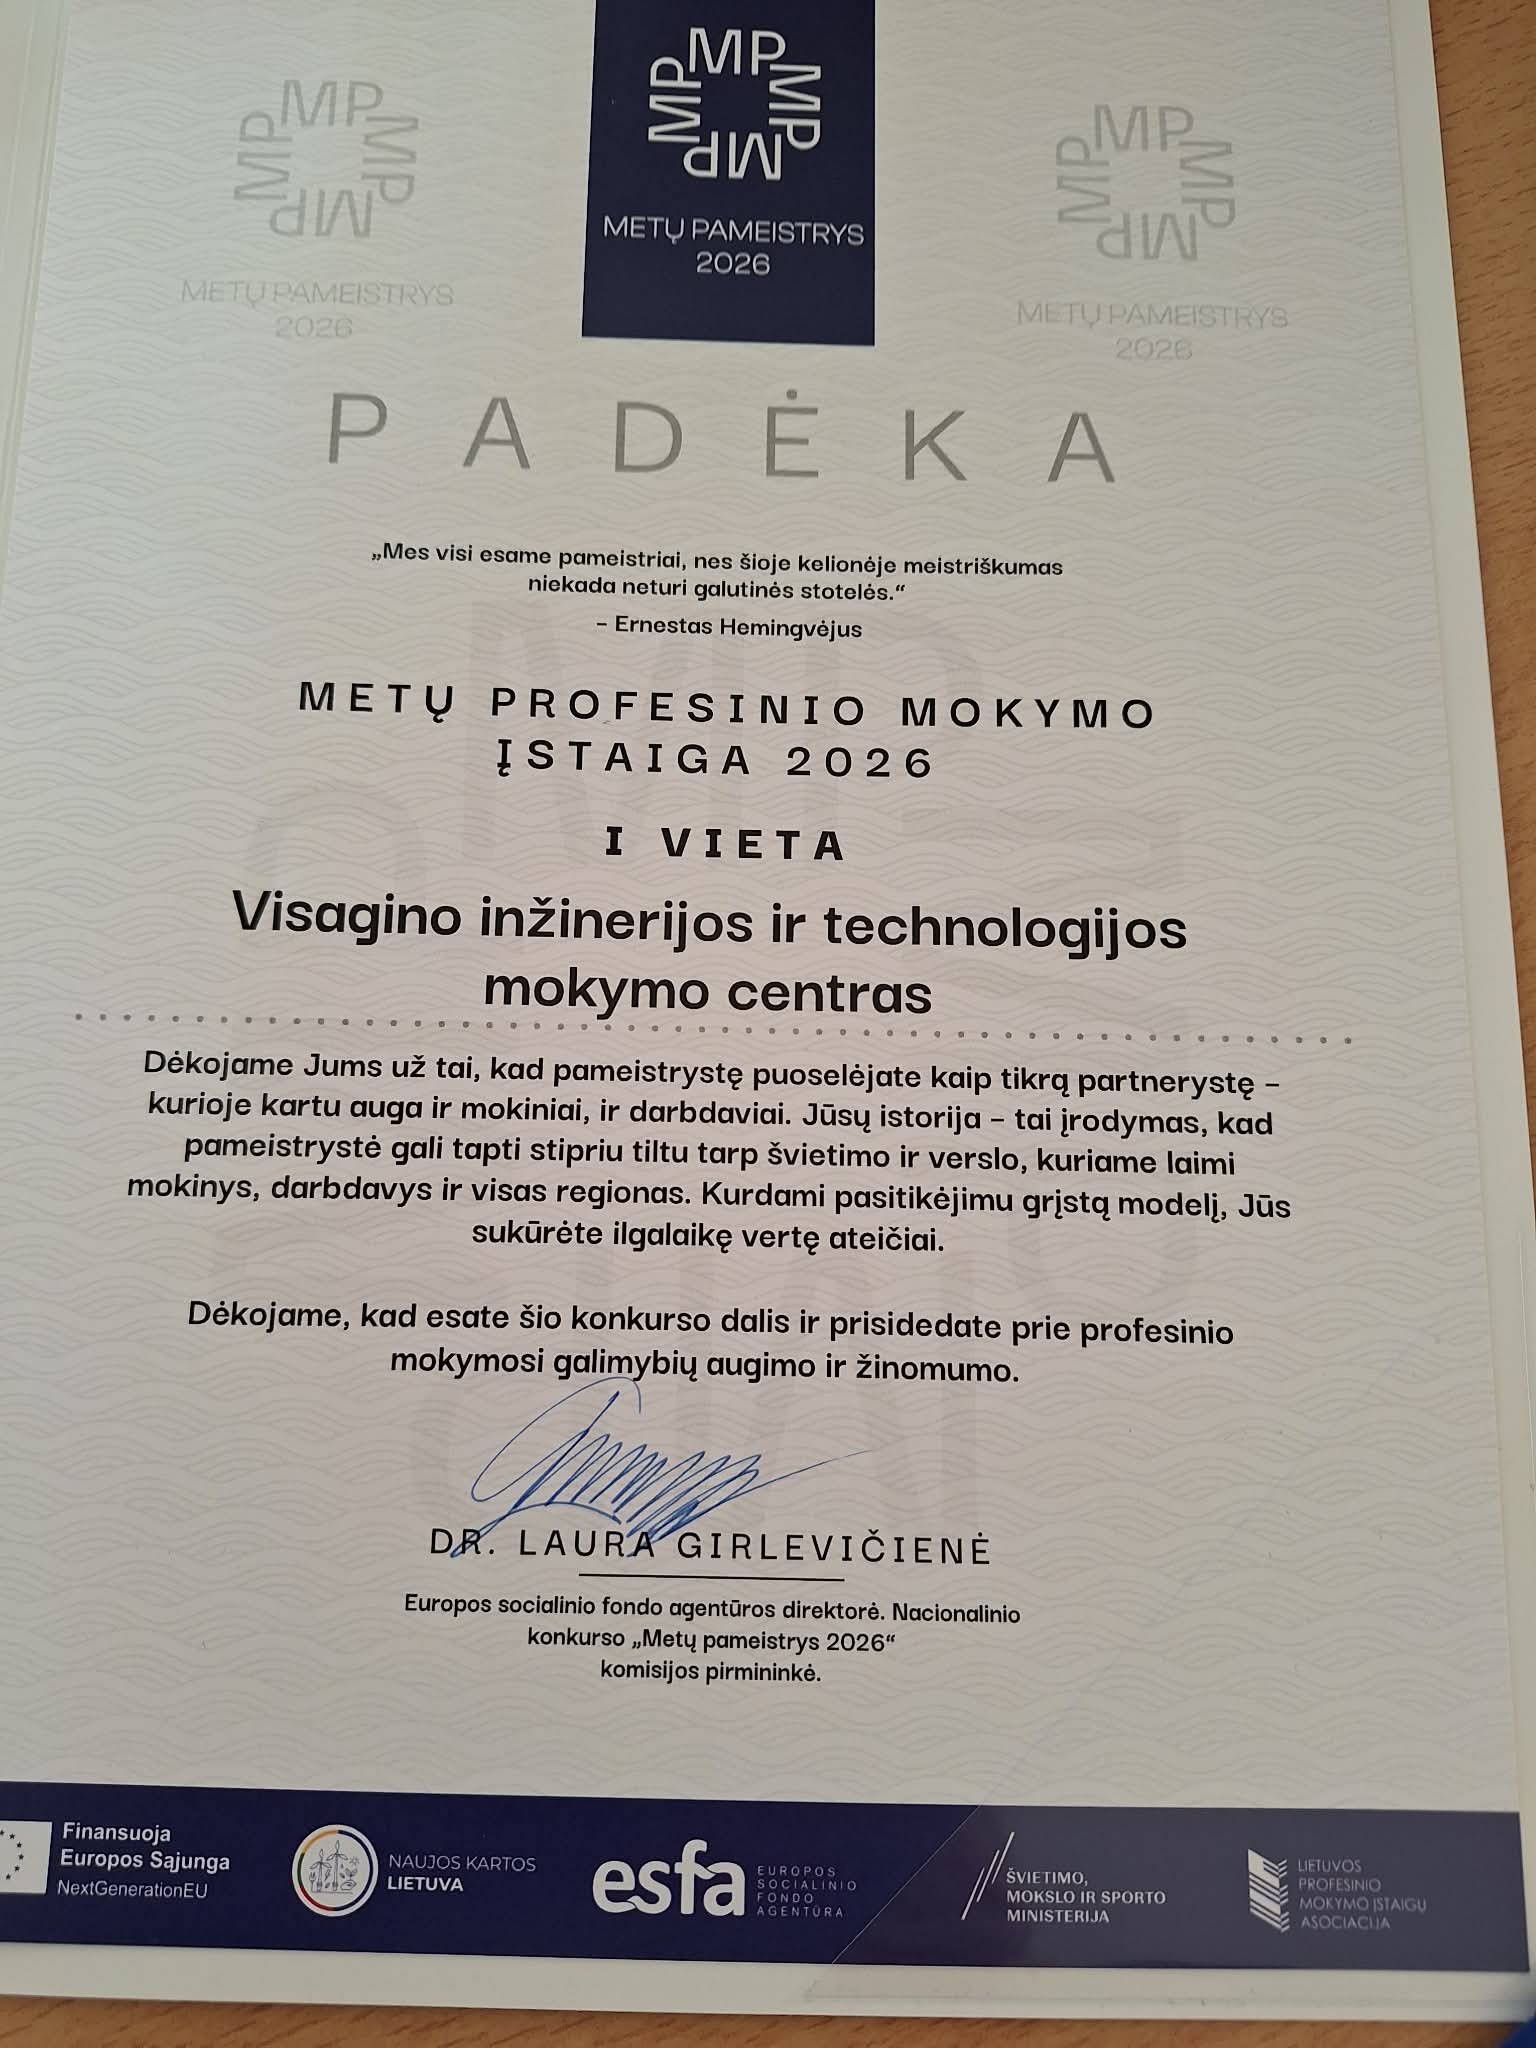 MP
MP
MP
MP
METŲ PAMEISTRYS
2026
MP
MP
MP
MP
METŲ PAMEISTRYS
2026
MP
MP
MP
MP
METŲ PAMEISTRYS
2026
PADĖKA
„Mes visi esame pameistriai, nes šioje kelionėje meistriškumas
niekada neturi galutinės stotelės.“
– Ernestas Hemingvėjus
METŲ PROFESINIO MOKYMO
ĮSTAIGA 2026
I VIETA
Visagino inžinerijos ir technologijos
mokymo centras
Dėkojame Jums už tai, kad pameistrystę puoselėjate kaip tikrą partnerystę –
kurioje kartu auga ir mokiniai, ir darbdaviai. Jūsų istorija – tai įrodymas, kad
pameistrystė gali tapti stipriu tiltu tarp švietimo ir verslo, kuriame laimi
mokinys, darbdavys ir visas regionas. Kurdami pasitikėjimu grįstą modelį, Jūs
sukūrėte ilgalaikę vertę ateičiai.
Dėkojame, kad esate šio konkurso dalis ir prisidedate prie profesinio
mokymosi galimybių augimo ir žinomumo.
DR. LAURA GIRLEVIČIENĖ
Europos socialinio fondo agentūros direktorė. Nacionalinio
konkurso „Metų pameistrys 2026“
komisijos pirmininkė.
Finansuoja
Europos Sąjunga
NextGenerationEU
NAUJOS KARTOS
LIETUVA
esfa
EUROPOS
SOCIALINIO
FONDO
AGENTŪRA
ŠVIETIMO,
MOKSLO IR SPORTO
MINISTERIJA
LIETUVOS
PROFESINIO
MOKYMO ĮSTAIGŲ
ASOCIACIJA